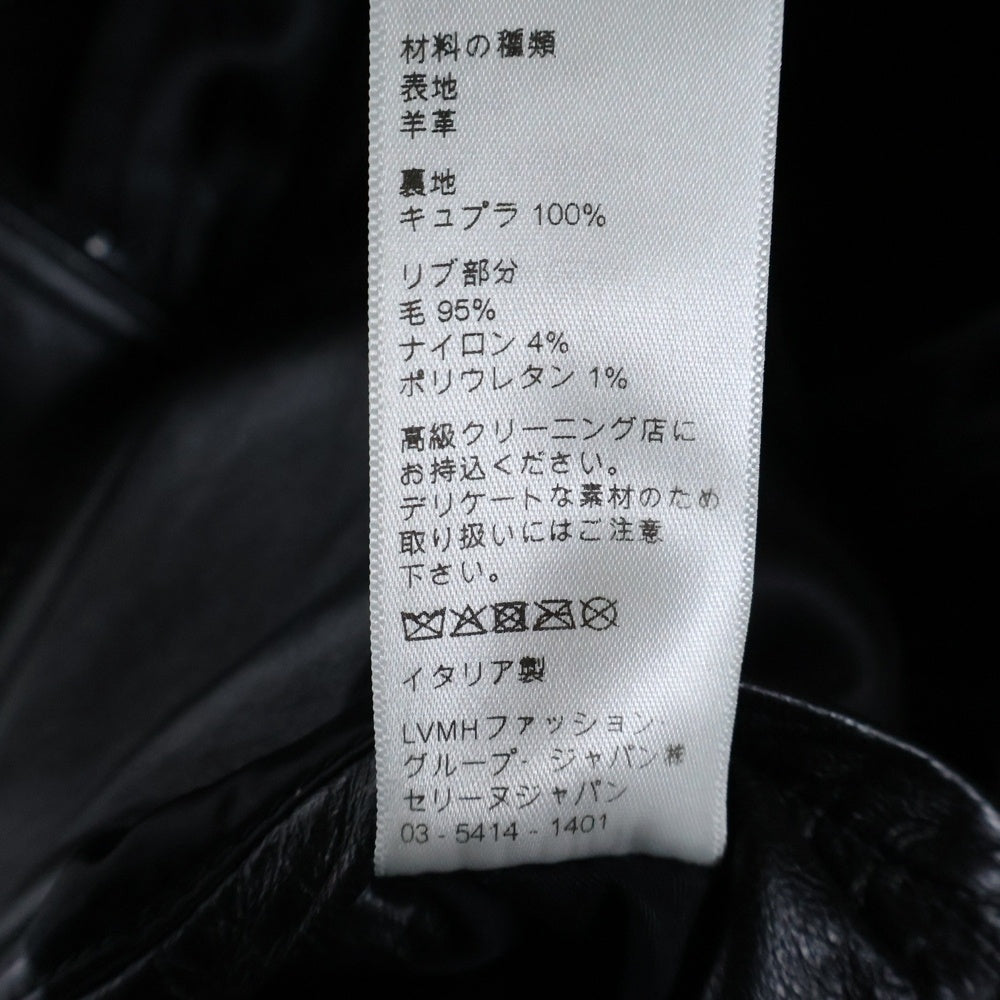 材料の種類
表地
羊革
裏地
キュプラ 100%
リブ部分
毛 95%
ナイロン 4%
ポリウレタン 1%
高級クリーニング店に
お持込ください。
デリケートな素材のため
取り扱いにはご注意
下さい。
イタリア製
LVMHファッション・
グループ・ジャパン㈱
セリーヌジャパン
03 - 5414 - 1401